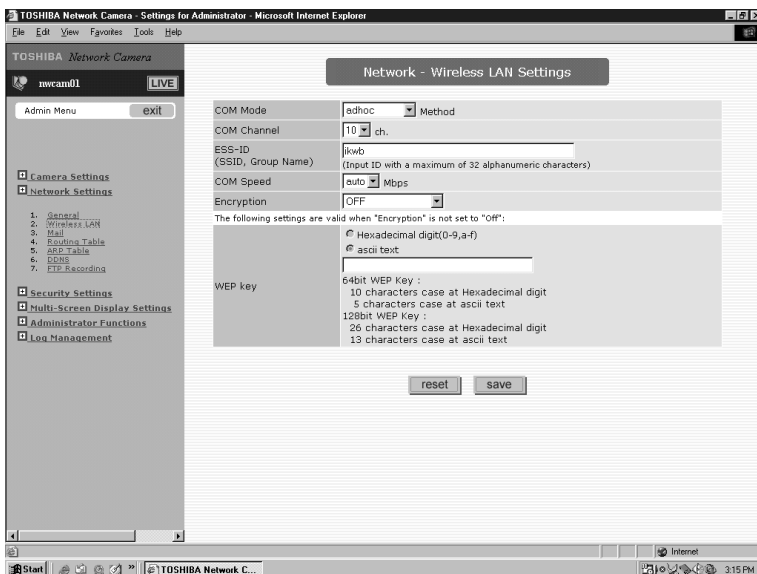 TOSHIBA Network Camera - Settings for Administrator - Microsoft Internet Explorer
File Edit View Favorites Tools Help
TOSHIBA Network Camera
nwcam01 LIVE
Admin Menu exit
Camera Settings
Network Settings
1. General
2. Wireless LAN
3. Mail
4. Routing Table
5. ARP Table
6. DDNS
7. FTP Recording
Security Settings
Multi-Screen Display Settings
Administrator Functions
Log Management
Network - Wireless LAN Settings
COM Mode adhoc Method
COM Channel 10 ch.
ESS-ID
(SSID, Group Name) ikwb
(Input ID with a maximum of 32 alphanumeric characters)
COM Speed auto Mbps
Encryption OFF
The following settings are valid when "Encryption" is not set to "Off":
WEP key
Hexadecimal digit(0-9,a-f)
ascii text
64bit WEP Key :
10 characters case at Hexadecimal digit
5 characters case at ascii text
128bit WEP Key :
26 characters case at Hexadecimal digit
13 characters case at ascii text
reset save
Internet
Start » TOSHIBA Network C... 3:15 PM